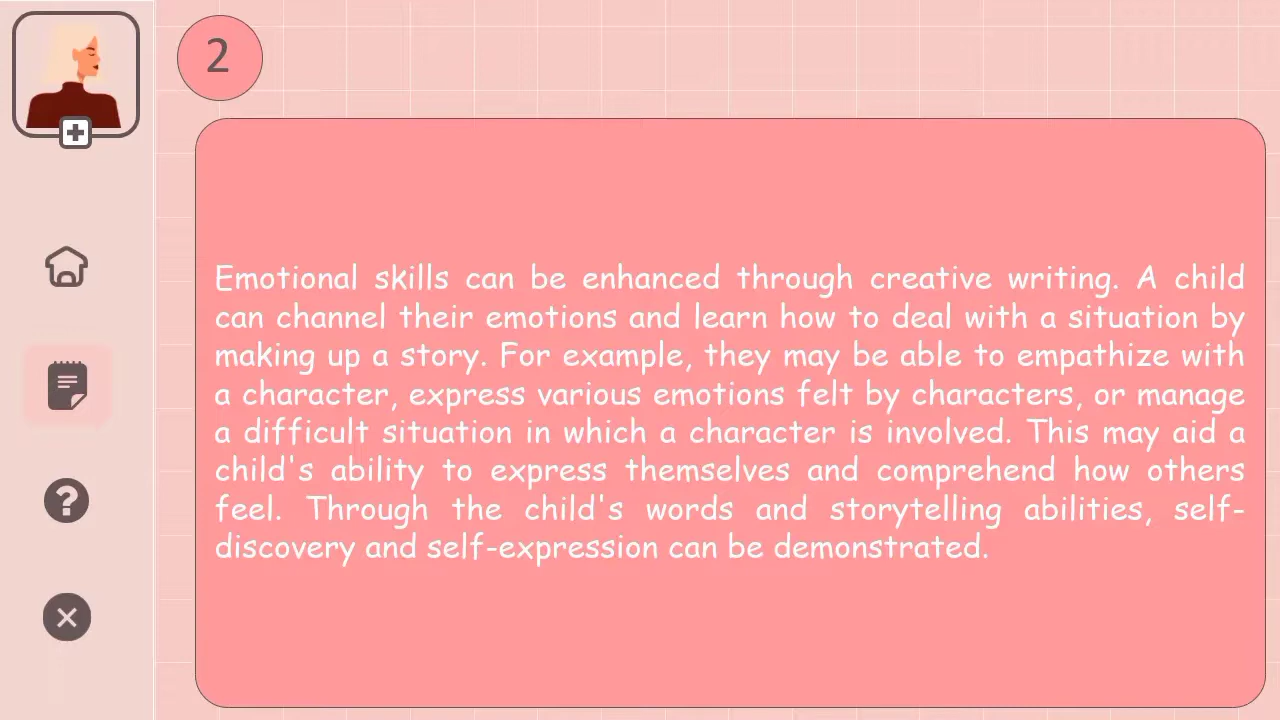 2
Emotional skills can be enhanced through creative writing. A child
can channel their emotions and learn how to deal with a situation by
making up a story. For example, they may be able to empathize with
a character, express various emotions felt by characters, or manage
a difficult situation in which a character is involved. This may aid a
child's ability to express themselves and comprehend how others
feel. Through the child's words and storytelling abilities, self-
discovery and self-expression can be demonstrated.